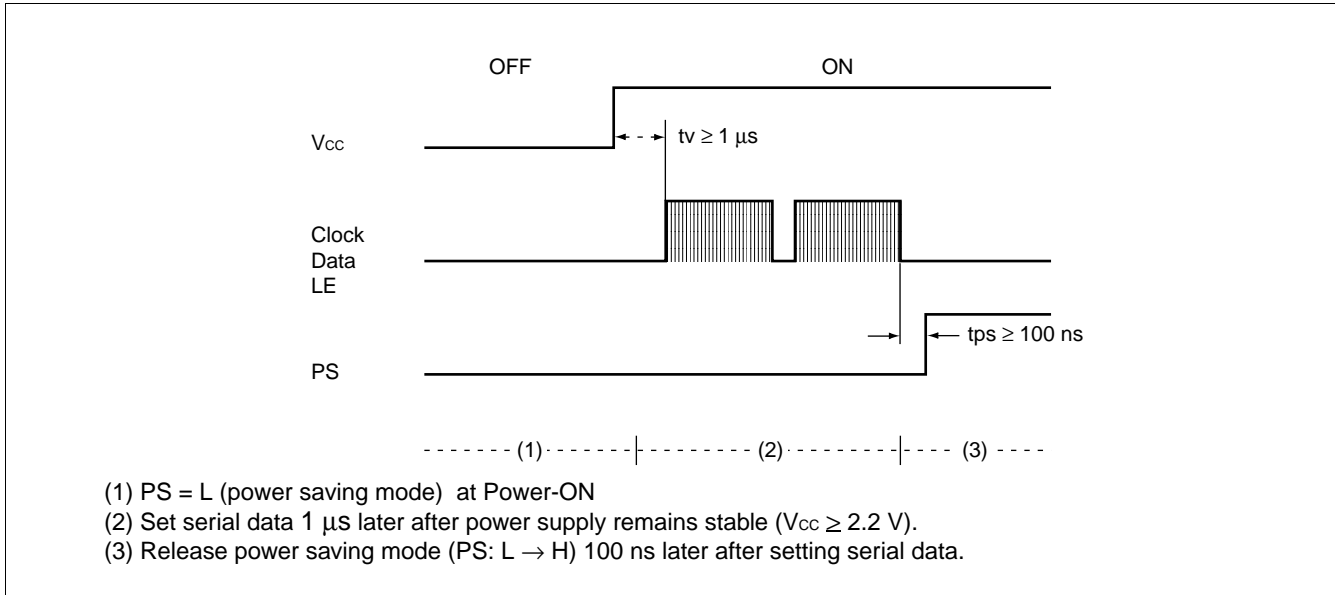 OFF ON
Vcc
tv ≥ 1 μs
Clock
Data
LE
tps ≥ 100 ns
PS
(1) (2) (3)
(1) PS = L (power saving mode) at Power-ON
(2) Set serial data 1 μs later after power supply remains stable (Vcc ≥ 2.2 V).
(3) Release power saving mode (PS: L → H) 100 ns later after setting serial data.